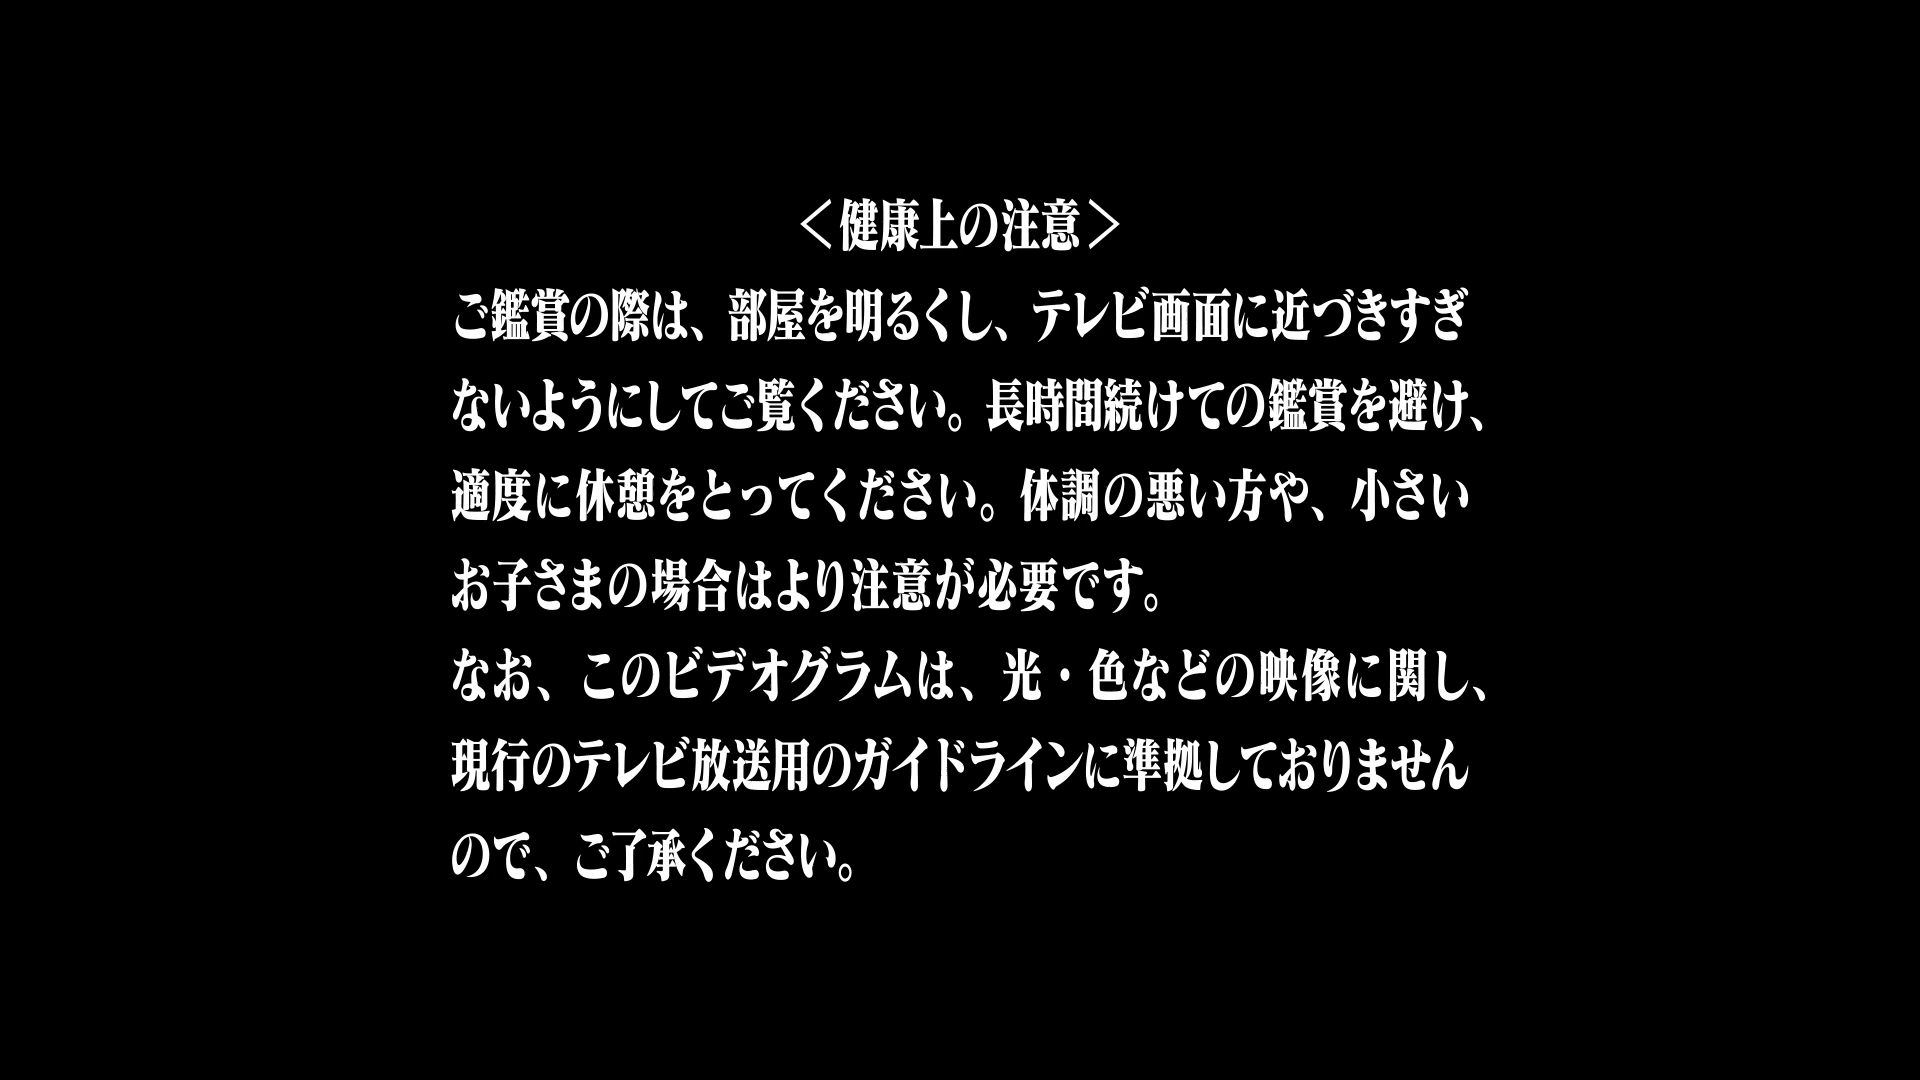 ＜健康上の注意＞
ご鑑賞の際は、部屋を明るくし、テレビ画面に近づきすぎ
ないようにしてご覧ください。長時間続けての鑑賞を避け、
適度に休憩をとってください。体調の悪い方や、小さい
お子さまの場合はより注意が必要です。
なお、このビデオグラムは、光・色などの映像に関し、
現行のテレビ放送用のガイドラインに準拠しておりません
ので、ご了承ください。